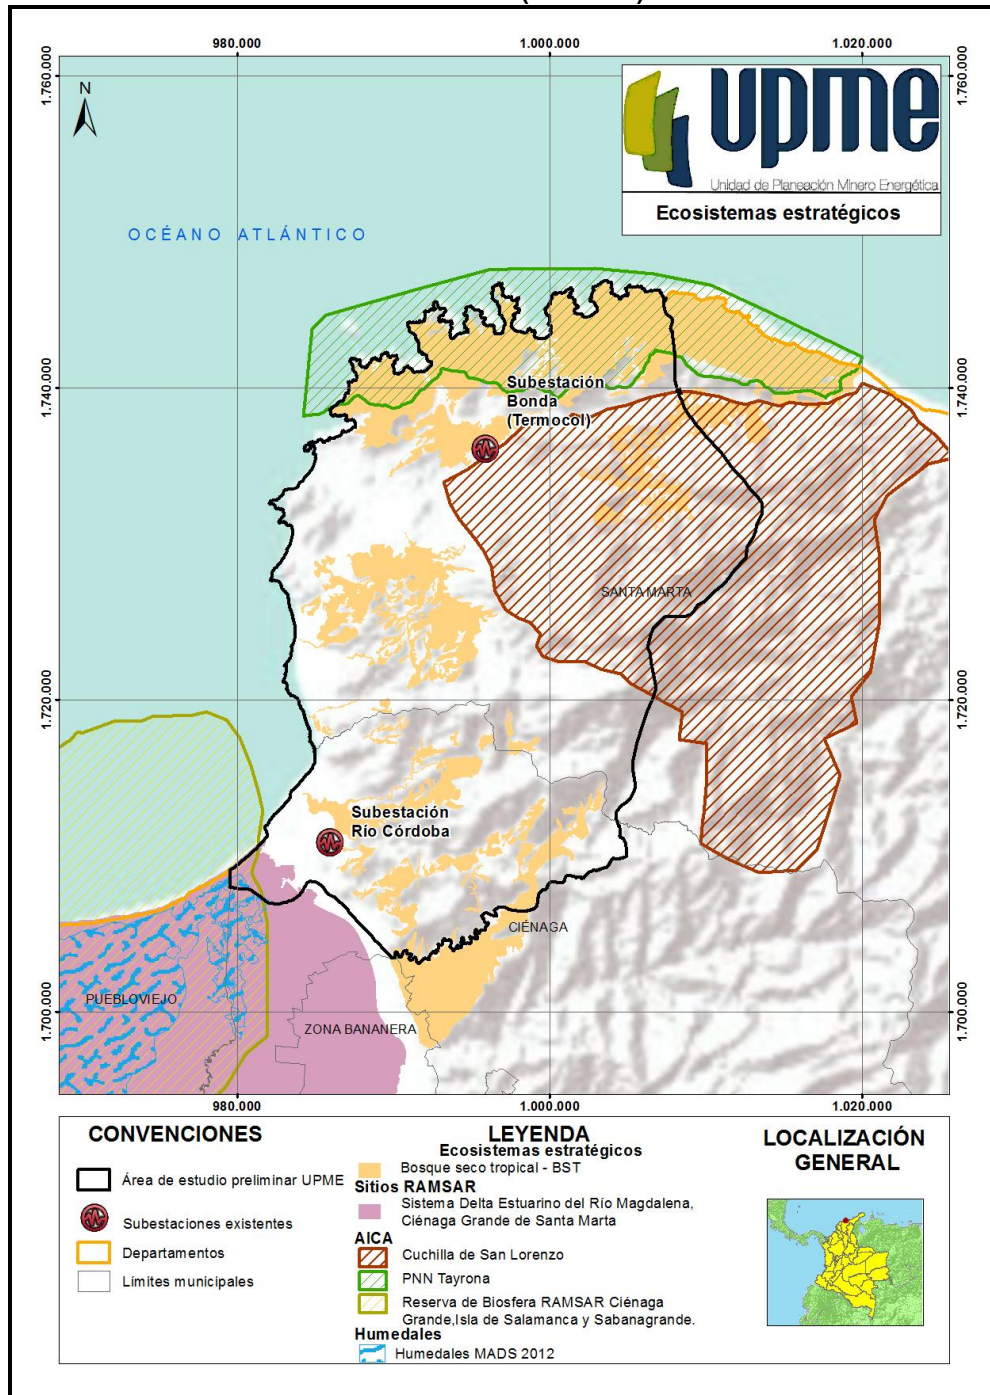 980.000
1.000.000
1.020.000
1.760.000
1.760.000
N
upme
Unidad de Planeación Minero Energética
Ecosistemas estratégicos
OCÉANO ATLÁNTICO
1.740.000
1.740.000
Subestación
Bonda
(Termocol)
SANTA MARTA
1.720.000
1.720.000
Subestación
Río Córdoba
CIÉNAGA
PUEBLOVIEJO
ZONA BANANERA
1.700.000
1.700.000
980.000
1.000.000
1.020.000
CONVENCIONES
Área de estudio preliminar UPME
Subestaciones existentes
Departamentos
Límites municipales
LEYENDA
Ecosistemas estratégicos
Bosque seco tropical - BST
Sitios RAMSAR
Sistema Delta Estuarino del Río Magdalena,
Ciénaga Grande de Santa Marta
AICA
Cuchilla de San Lorenzo
PNN Tayrona
Reserva de Biosfera RAMSAR Ciénaga
Grande,Isla de Salamanca y Sabanagrande.
Humedales
Humedales MADS 2012
LOCALIZACIÓN
GENERAL